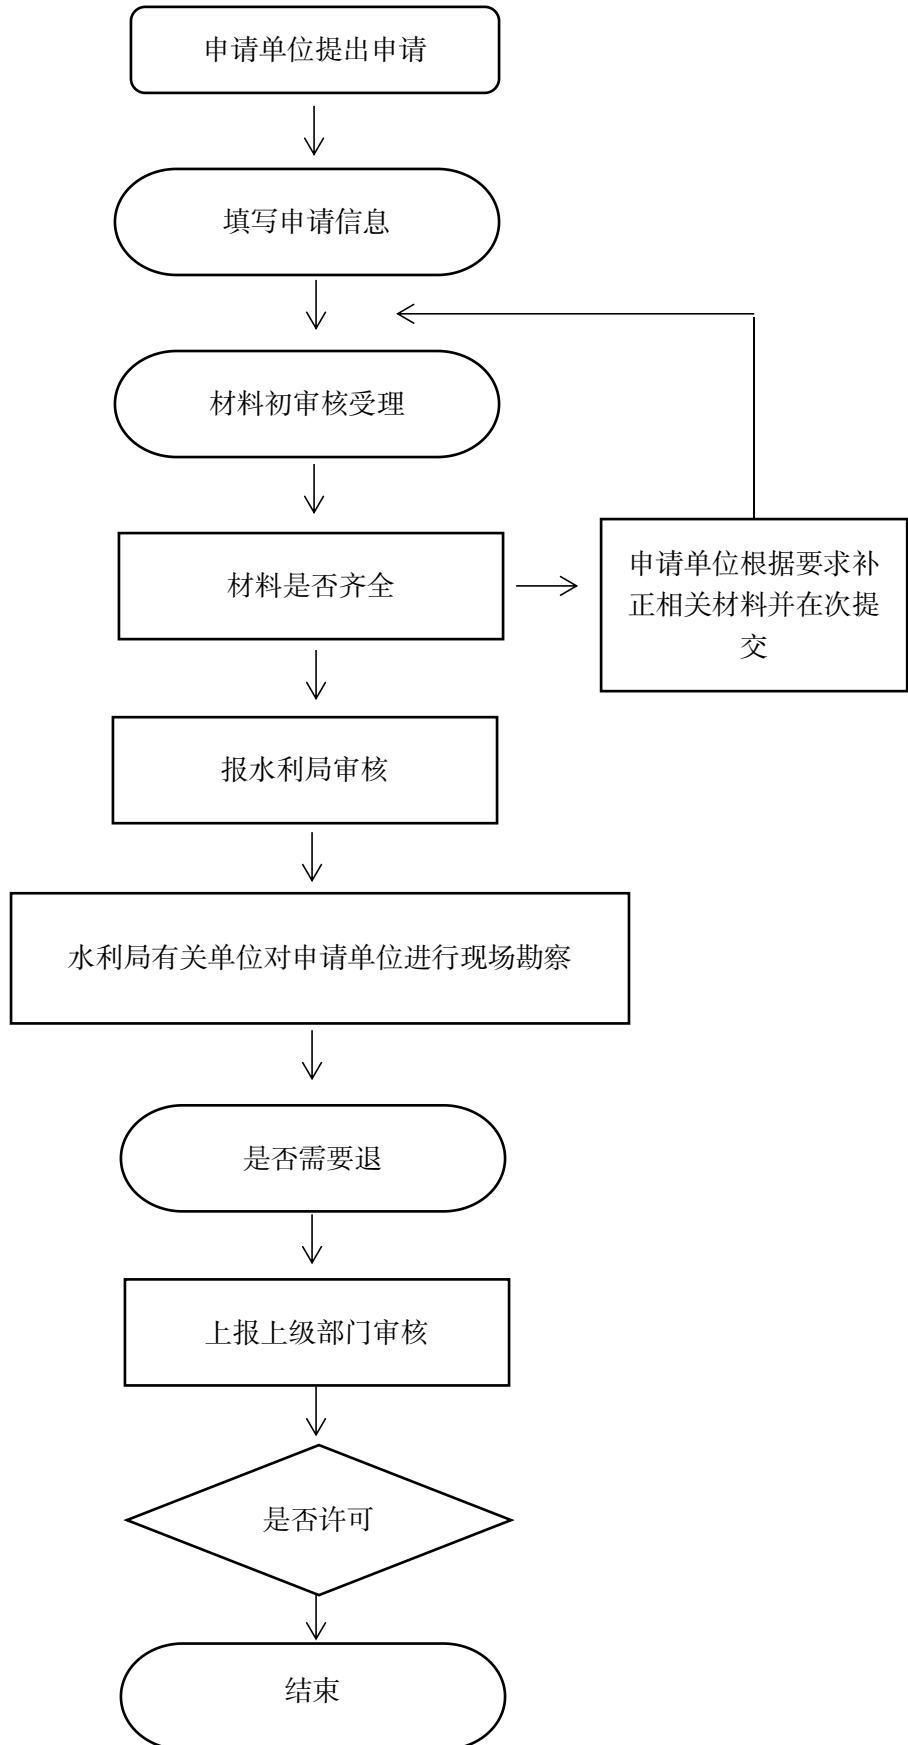 申请单位提出申请
填写申请信息
材料初审核受理
材料是否齐全
申请单位根据要求补
正相关材料并在次提
交
报水利局审核
水利局有关单位对申请单位进行现场勘察
是否需要退
上报上级部门审核
是否许可
结束